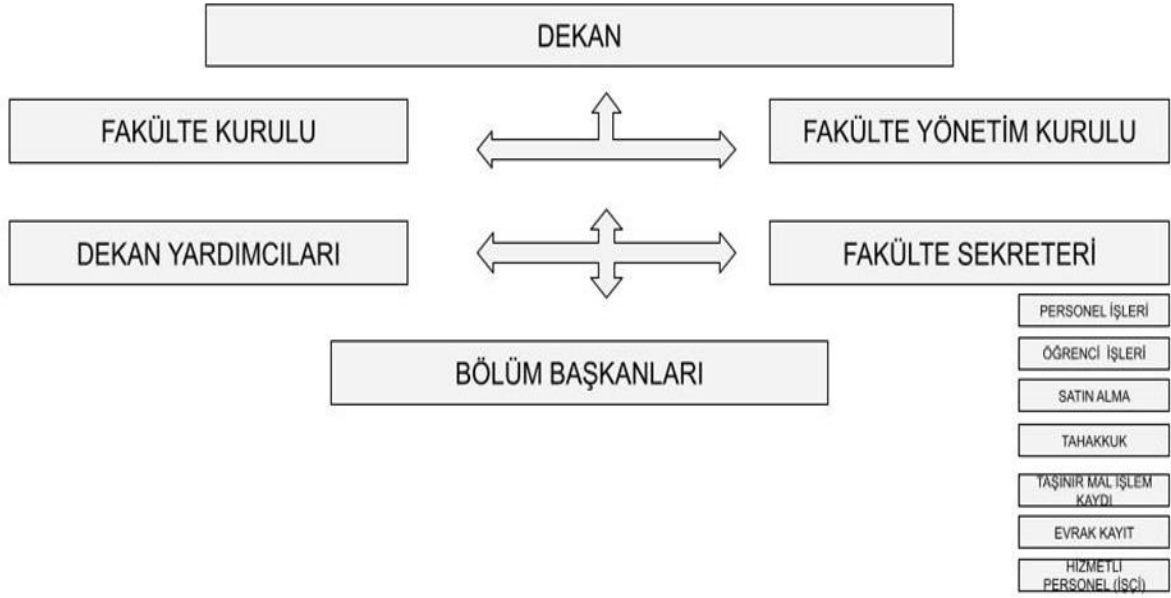 DEKAN
FAKÜLTE KURULU
FAKÜLTE YÖNETİM KURULU
DEKAN YARDIMCILARI
FAKÜLTE SEKRETERİ
BÖLÜM BAŞKANLARI
PERSONEL İŞLERİ
ÖĞRENCİ İŞLERİ
SATIN ALMA
TAHAKKUK
TAŞINIR MAL İŞLEM
KAYDI
EVRAK KAYIT
HİZMETLİ
PERSONEL (İŞÇİ)